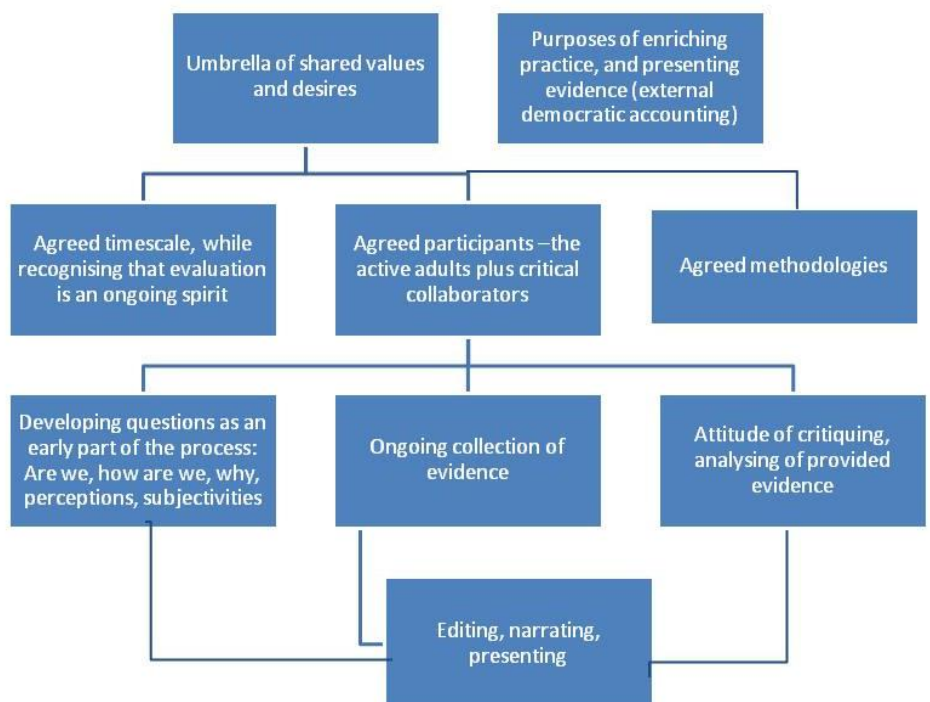 Umbrella of shared values
and desires
Purposes of enriching
practice, and presenting
evidence (external
democratic accounting)
Agreed timescale, while
recognising that evaluation
is an ongoing spirit
Agreed participants –the
active adults plus critical
collaborators
Agreed methodologies
Developing questions as an
early part of the process:
Are we, how are we, why,
perceptions, subjectivities
Ongoing collection of
evidence
Attitude of critiquing,
analysing of provided
evidence
Editing, narrating,
presenting